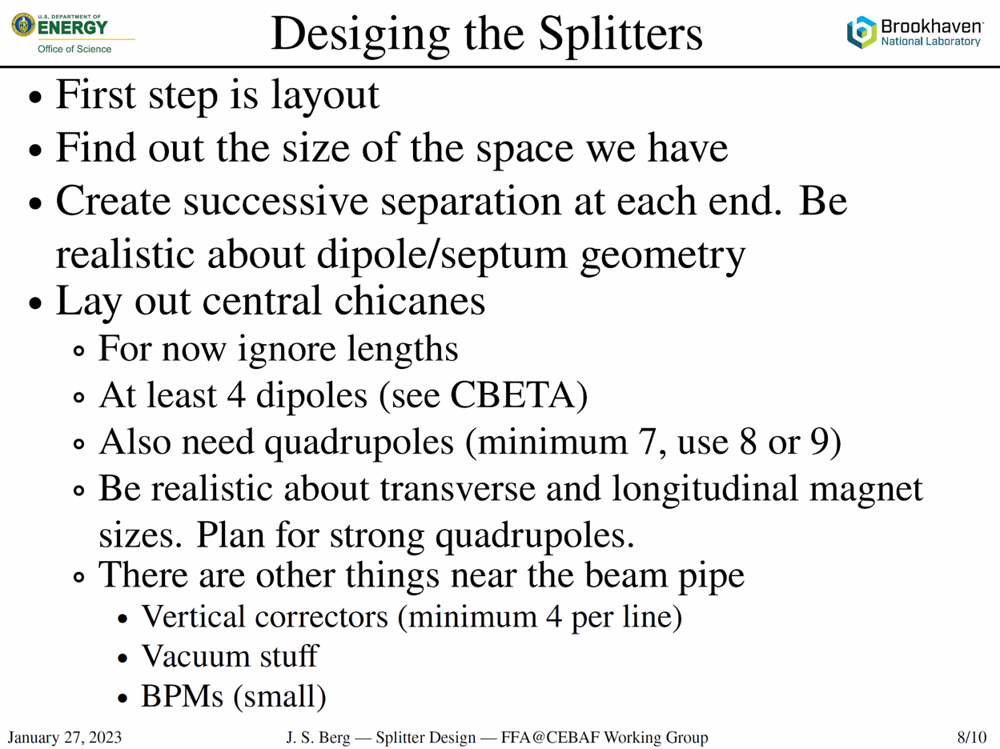 U.S. DEPARTMENT OF
ENERGY
Office of Science
Desiging the Splitters
Brookhaven™
National Laboratory
• First step is layout
• Find out the size of the space we have
• Create successive separation at each end. Be
realistic about dipole/septum geometry
• Lay out central chicanes
∘ For now ignore lengths
∘ At least 4 dipoles (see CBETA)
∘ Also need quadrupoles (minimum 7, use 8 or 9)
∘ Be realistic about transverse and longitudinal magnet
sizes. Plan for strong quadrupoles.
∘ There are other things near the beam pipe
• Vertical correctors (minimum 4 per line)
• Vacuum stuff
• BPMs (small)
January 27, 2023 J. S. Berg — Splitter Design — FFA@CEBAF Working Group 8/10